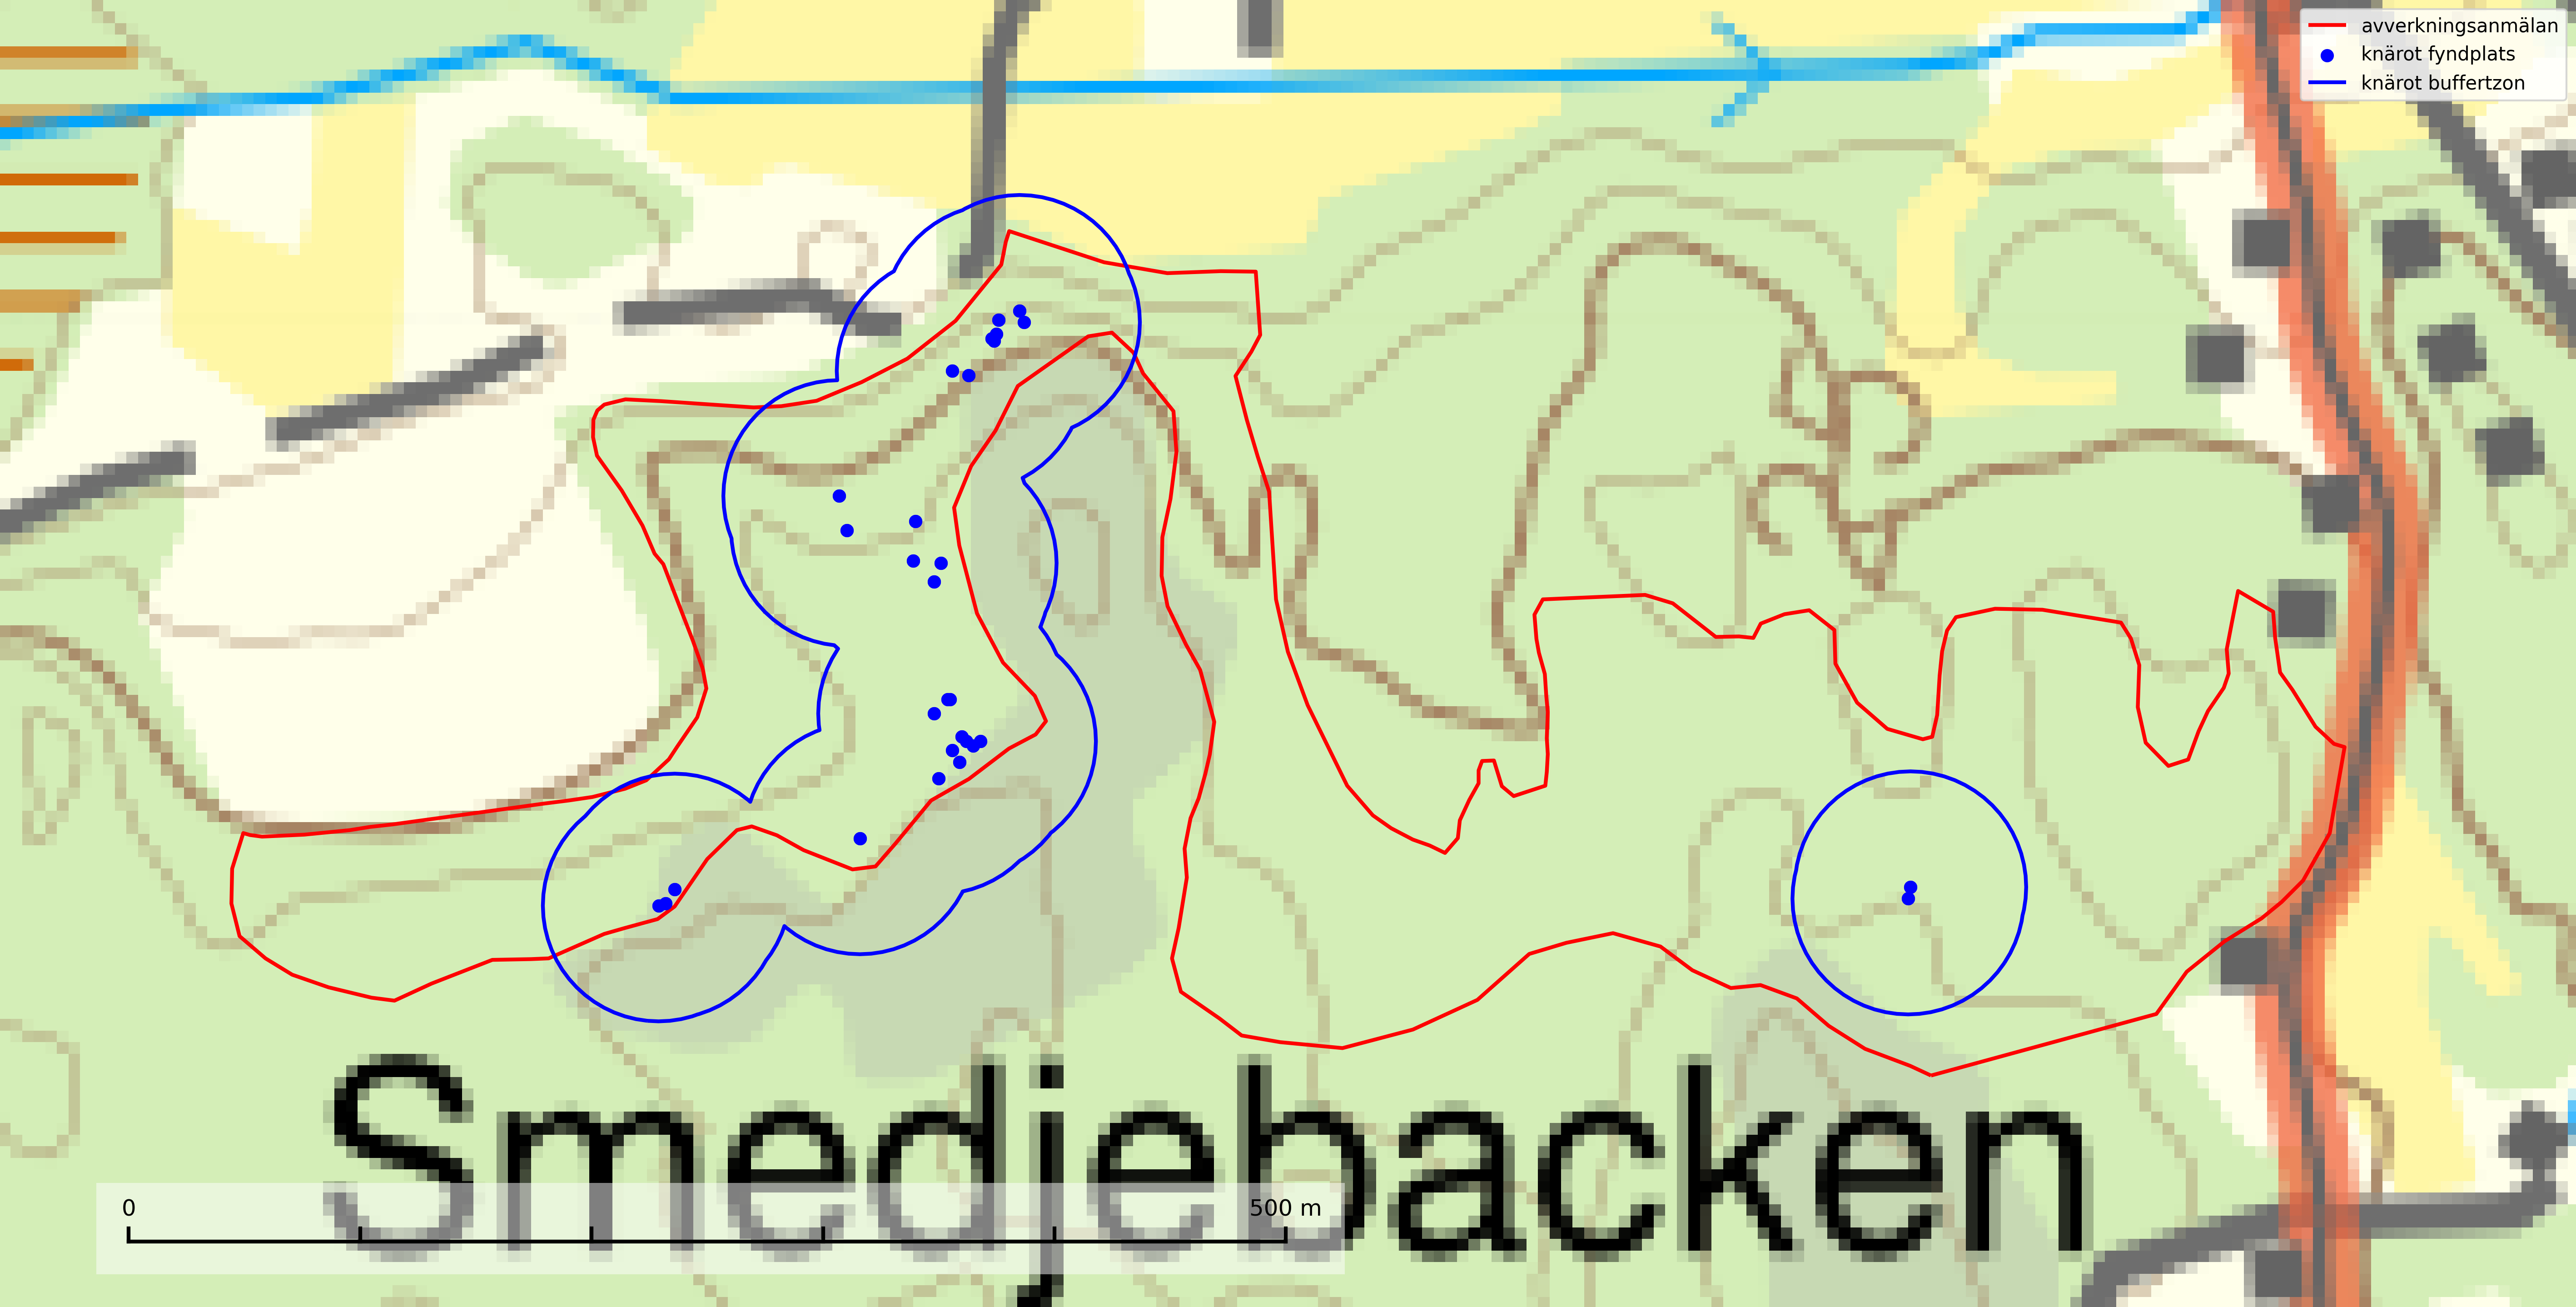 avverkningsanmälan
knärot fyndplats
knärot buffertzon
Smedjebacken
0 500 m